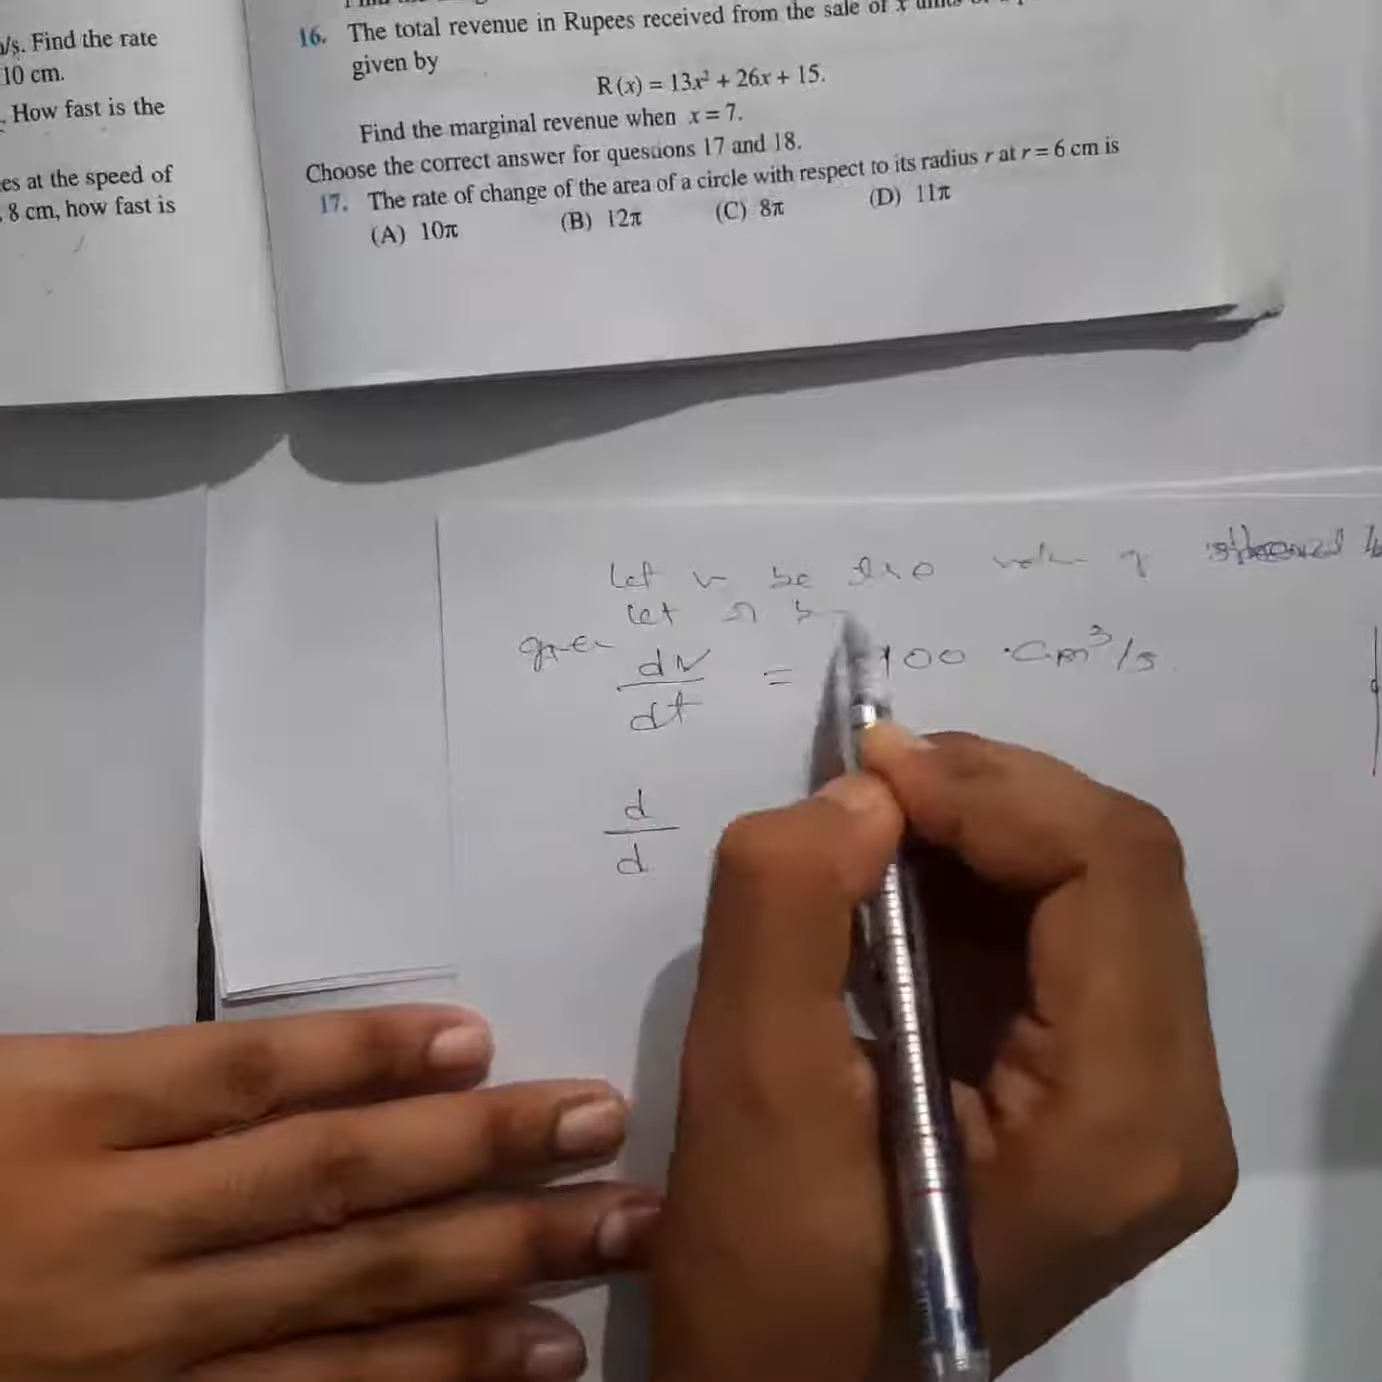 /s. Find the rate
10 cm.
. How fast is the
es at the speed of
8 cm, how fast is
16. The total revenue in Rupees received from the sale of x units of a
given by
R (x) = 13x² + 26x + 15.
Find the marginal revenue when x = 7.
Choose the correct answer for questions 17 and 18.
17. The rate of change of the area of a circle with respect to its radius r at r = 6 cm is
(A) 10π (B) 12π (C) 8π (D) 11π
Let v be the of
let r b
given dv/dt = 900 cm³/s.
d/d